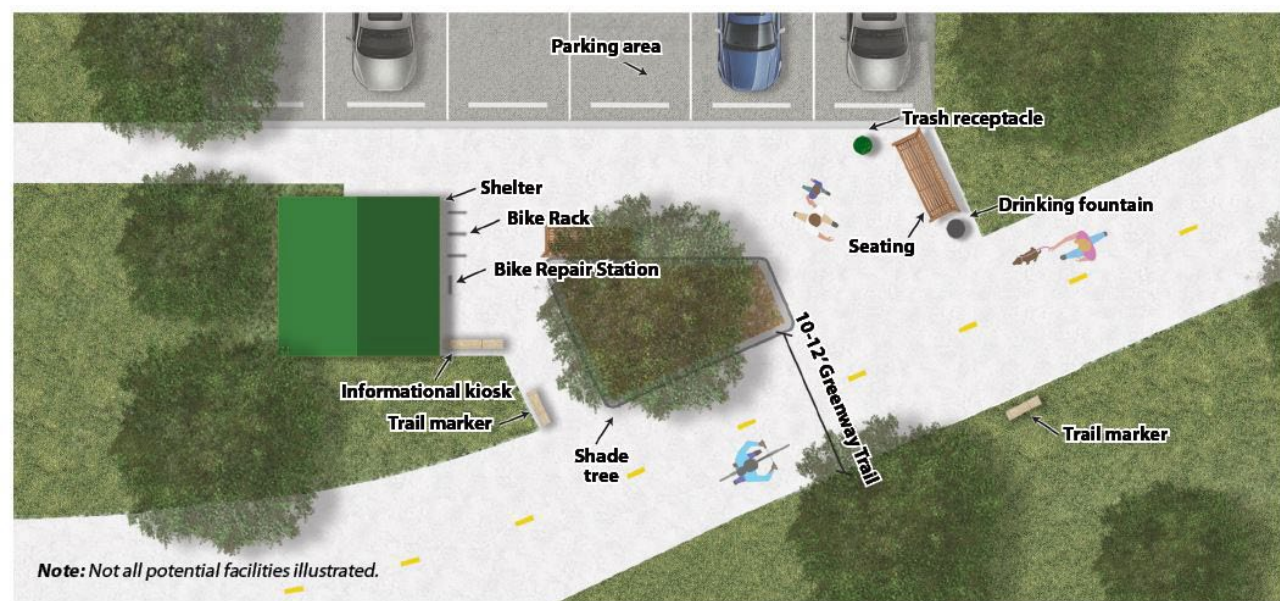 Parking area
Trash receptacle
Shelter
Bike Rack
Drinking fountain
Seating
Bike Repair Station
10-12' Greenway Trail
Informational kiosk
Trail marker
Trail marker
Shade
tree
Note: Not all potential facilities illustrated.